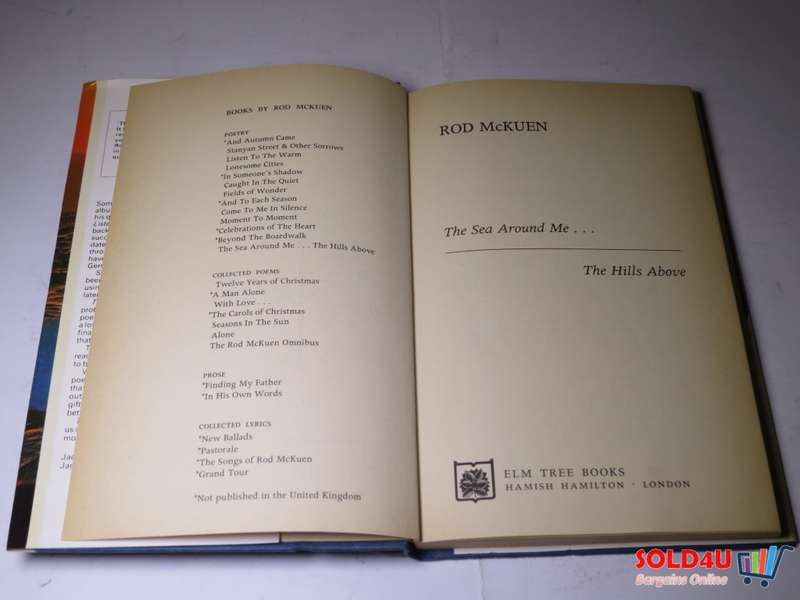 BOOKS BY ROD MCKUEN
POETRY
*And Autumn Came
Stanyan Street & Other Sorrows
Listen To The Warm
Lonesome Cities
*In Someone's Shadow
Caught In The Quiet
Fields of Wonder
*And To Each Season
Come To Me In Silence
Moment To Moment
*Celebrations of The Heart
*Beyond The Boardwalk
The Sea Around Me . . . The Hills Above
COLLECTED POEMS
Twelve Years of Christmas
*A Man Alone
With Love . . .
*The Carols of Christmas
Seasons In The Sun
Alone
The Rod McKuen Omnibus
PROSE
*Finding My Father
*In His Own Words
COLLECTED LYRICS
*New Ballads
*Pastorale
*The Songs of Rod McKuen
*Grand Tour
*Not published in the United Kingdom
ROD McKUEN
The Sea Around Me . . .
The Hills Above
ELM TREE BOOKS
HAMISH HAMILTON · LONDON
SOLD4U
Bargains Online